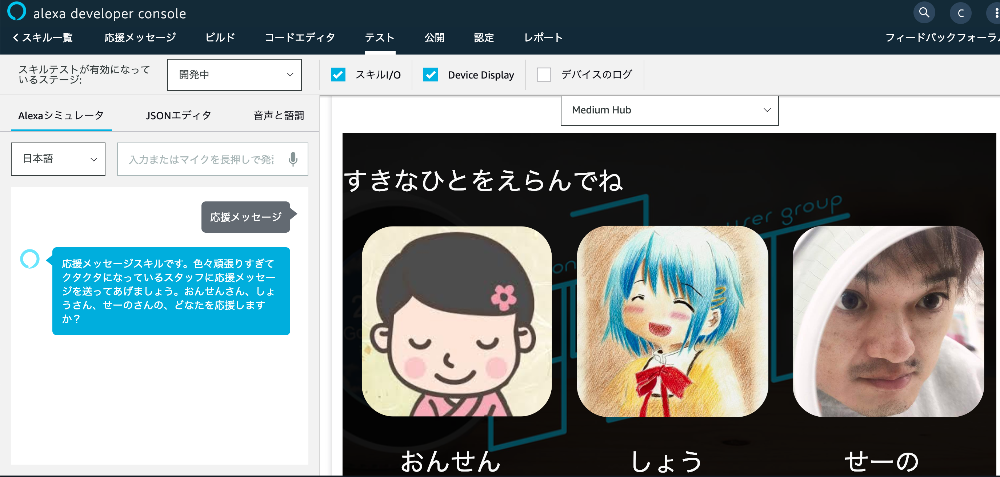 alexa developer console
C
スキル一覧
応援メッセージ
ビルド
コードエディタ
テスト
公開
認定
レポート
フィードバックフォーラム
スキルテストが有効になって
いるステージ:
開発中
スキルI/O
Device Display
デバイスのログ
Alexaシミュレータ
JSONエディタ
音声と語調
Medium Hub
日本語
入力またはマイクを長押しで発
応援メッセージ
応援メッセージスキルです。色々頑張りすぎて
クタクタになっているスタッフに応援メッセー
ジを送ってあげましょう。おんせんさん、しょ
うさん、せーのさんの、どなたを応援します
か？
すきなひとをえらんでね
user group
on
おんせん
しょう
せーの